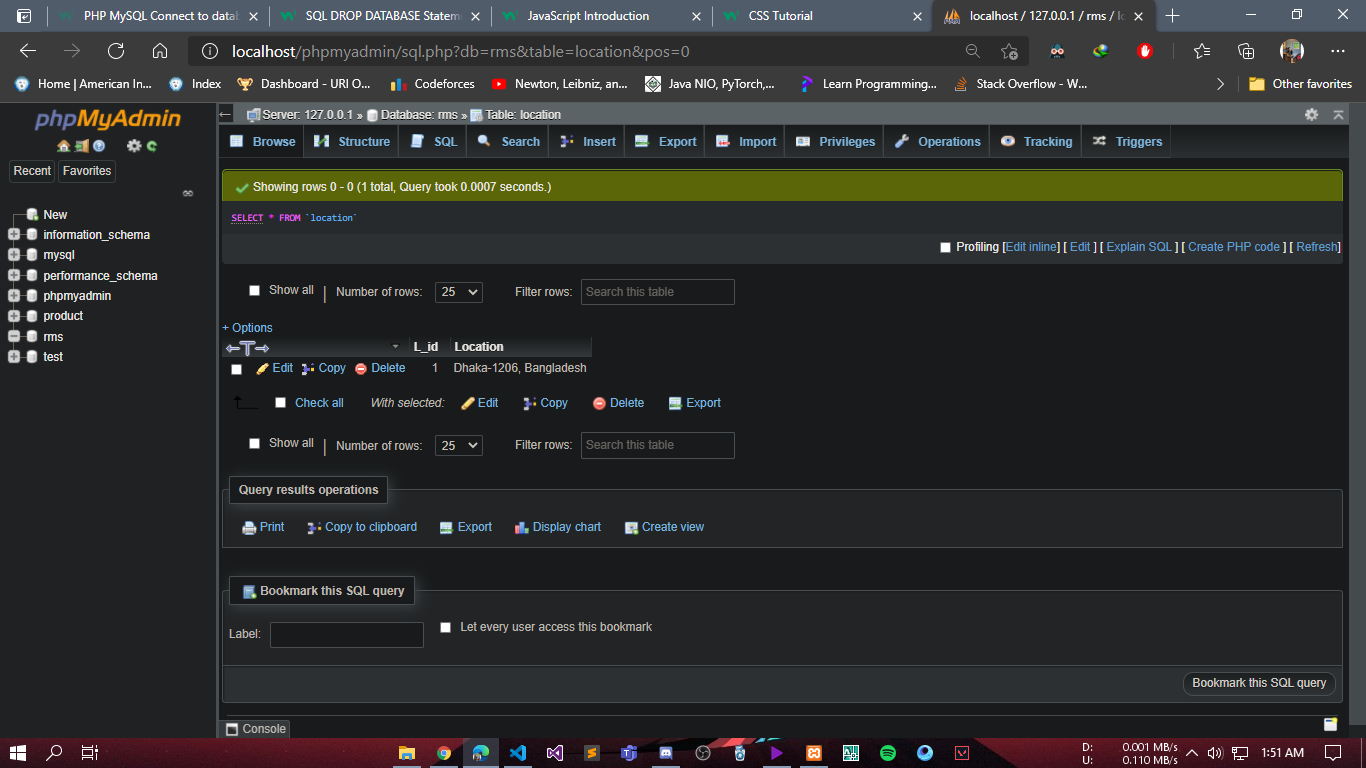 PHP MySQL Connect to datab
SQL DROP DATABASE Statem
JavaScript Introduction
CSS Tutorial
localhost / 127.0.0.1 / rms / lo
localhost/phpmyadmin/sql.php?db=rms&table=location&pos=0
Home | American In...
Index
Dashboard - URI O...
Codeforces
Newton, Leibniz, an...
Java NIO, PyTorch,...
Learn Programming...
Stack Overflow - W...
Other favorites
phpMyAdmin
Recent
Favorites
New
information_schema
mysql
performance_schema
phpmyadmin
product
rms
test
Server: 127.0.0.1 » Database: rms » Table: location
Browse
Structure
SQL
Search
Insert
Export
Import
Privileges
Operations
Tracking
Triggers
Showing rows 0 - 0 (1 total, Query took 0.0007 seconds.)
SELECT * FROM `location`
Profiling [Edit inline] [ Edit ] [ Explain SQL ] [ Create PHP code ] [ Refresh]
Show all | Number of rows: 25 Filter rows: Search this table
+ Options
L_id Location
Edit Copy Delete 1 Dhaka-1206, Bangladesh
Check all With selected: Edit Copy Delete Export
Show all | Number of rows: 25 Filter rows: Search this table
Query results operations
Print Copy to clipboard Export Display chart Create view
Bookmark this SQL query
Label: Let every user access this bookmark
Bookmark this SQL query
Console
D: 0.001 MB/s
U: 0.110 MB/s
1:51 AM